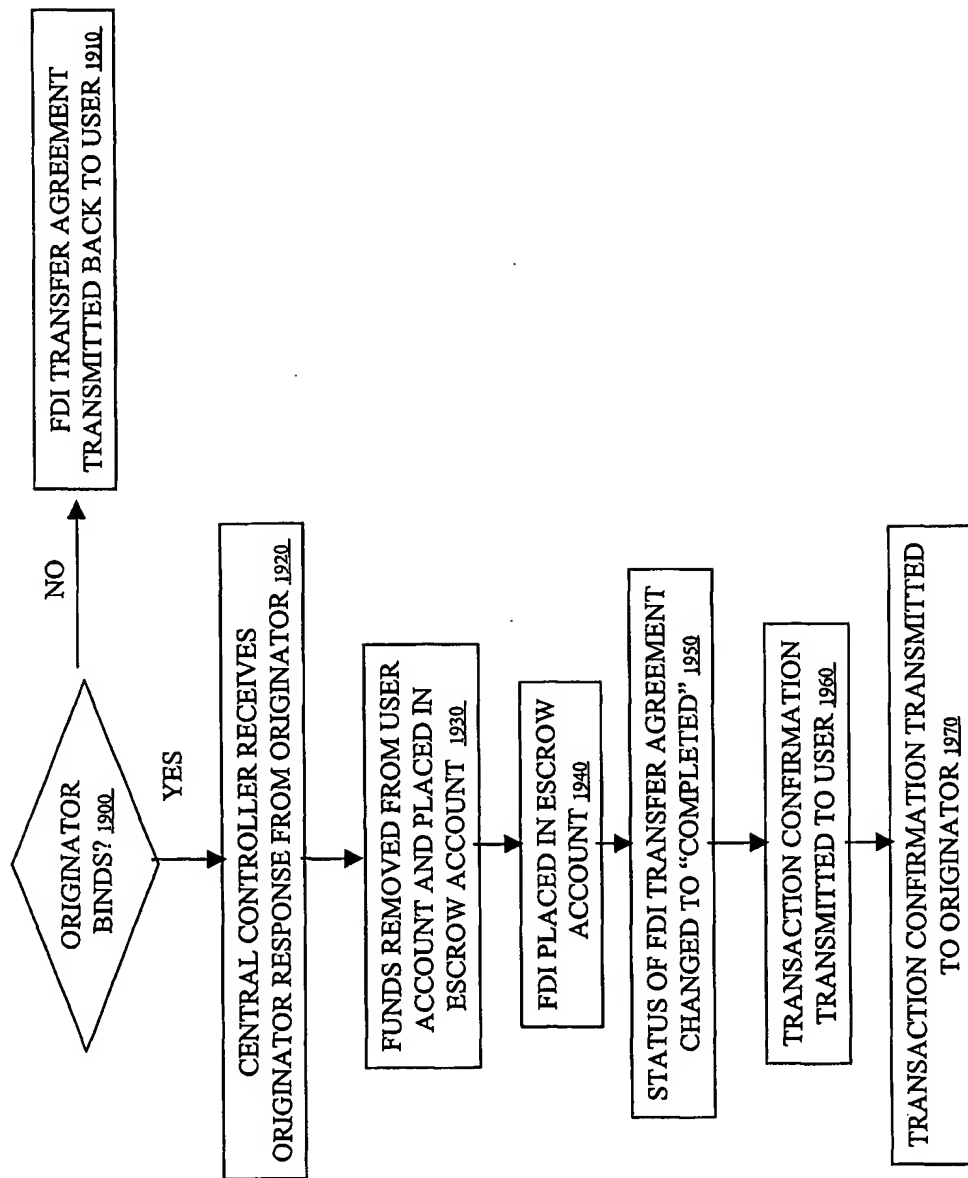 ORIGINATOR
BINDS? 1900
NO
FDI TRANSFER AGREEMENT
TRANSMITTED BACK TO USER 1910
YES
CENTRAL CONTROLLER RECEIVES
ORIGINATOR RESPONSE FROM ORIGINATOR 1920
FUNDS REMOVED FROM USER
ACCOUNT AND PLACED IN
ESCROW ACCOUNT 1930
FDI PLACED IN ESCROW
ACCOUNT 1940
STATUS OF FDI TRANSFER AGREEMENT
CHANGED TO “COMPLETED” 1950
TRANSACTION CONFIRMATION
TRANSMITTED TO USER 1960
TRANSACTION CONFIRMATION TRANSMITTED
TO ORIGINATOR 1970